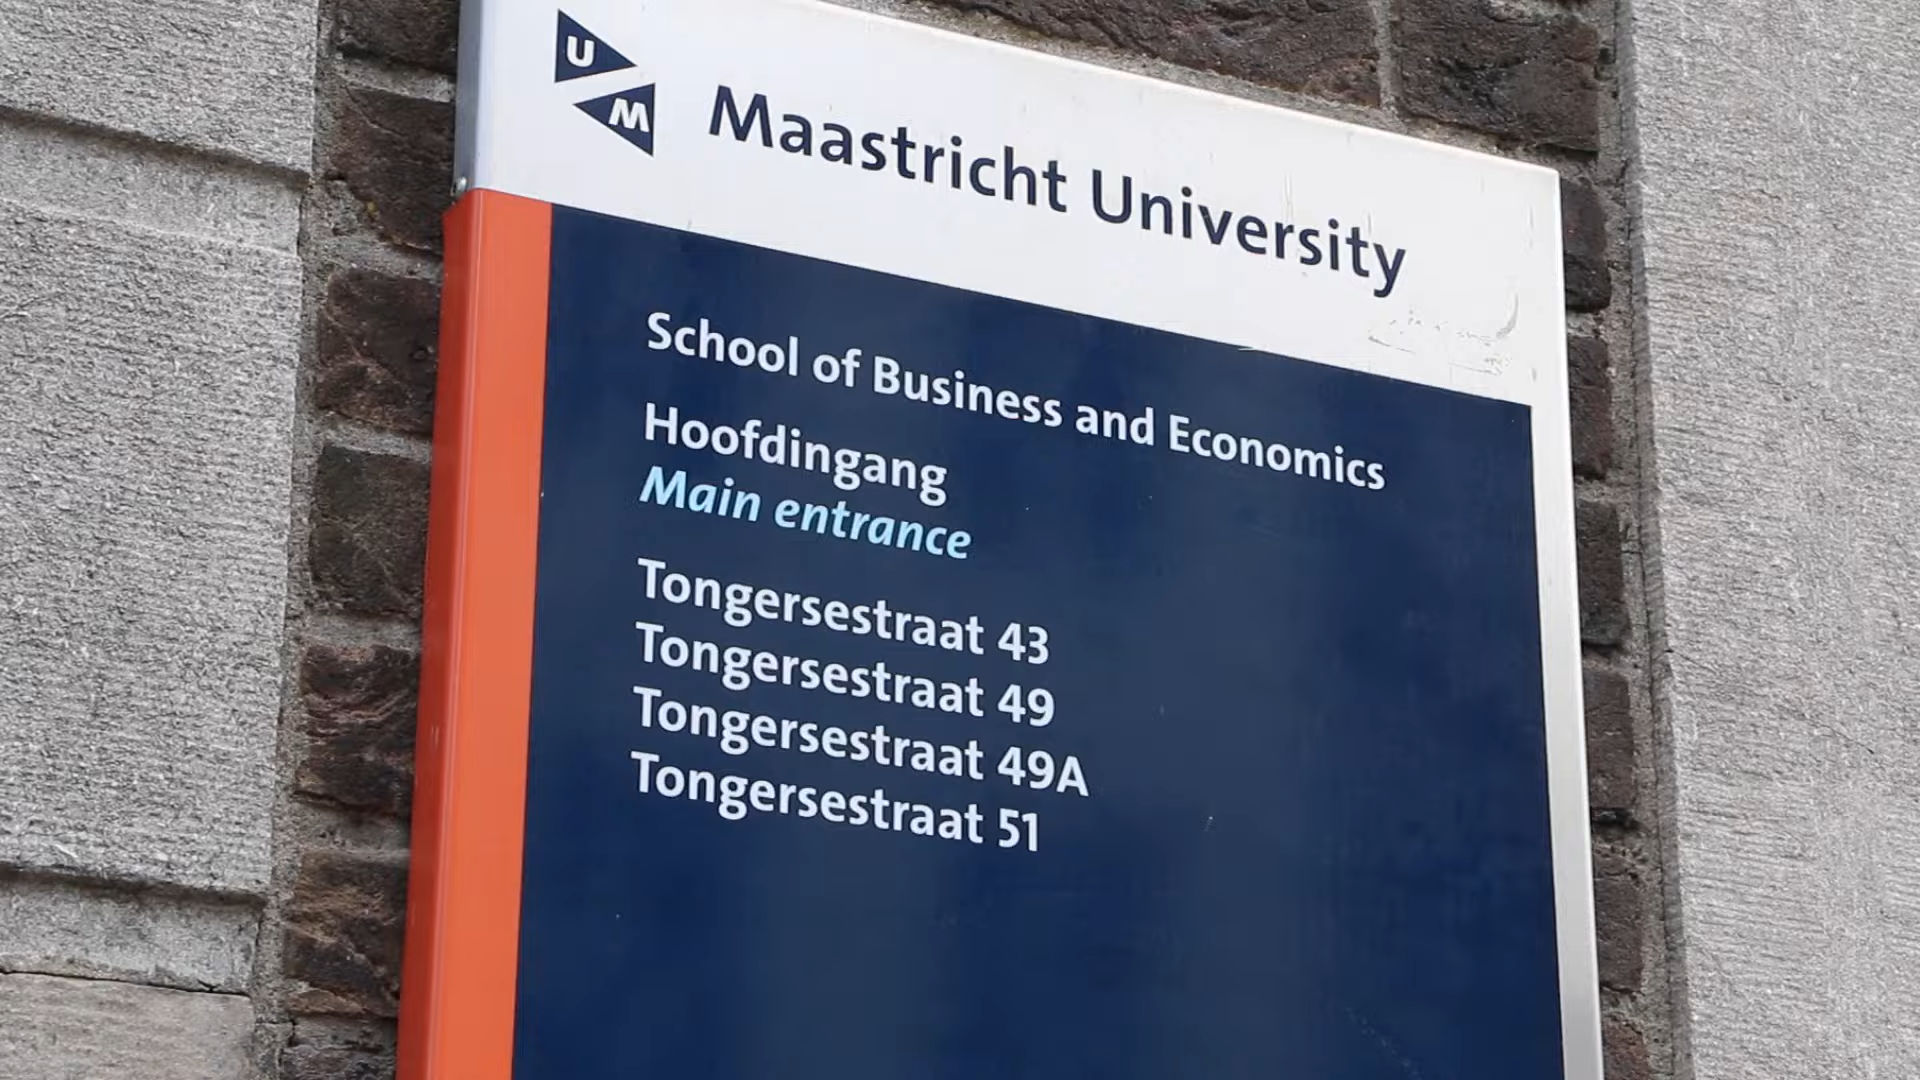 U
M
Maastricht University
School of Business and Economics
Hoofdingang
Main entrance
Tongersestraat 43
Tongersestraat 49
Tongersestraat 49A
Tongersestraat 51